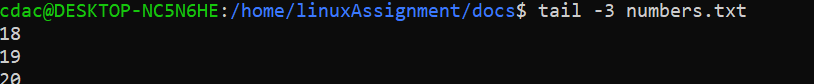 cdac@DESKTOP-NC5N6HE:/home/linuxAssignment/docs$ tail -3 numbers.txt
18
19
20